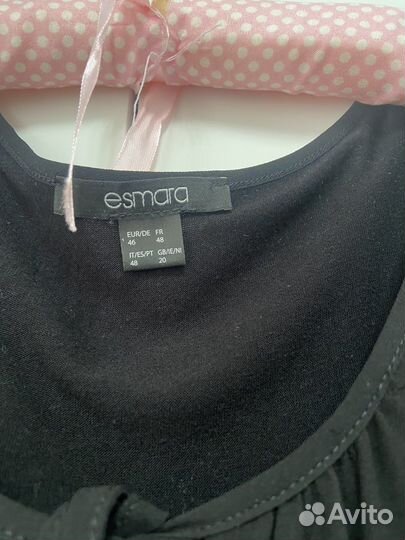 esmara
EUR/DE FR
46 48
IT/ES/PT GB/IE/NI
48 20
Avito